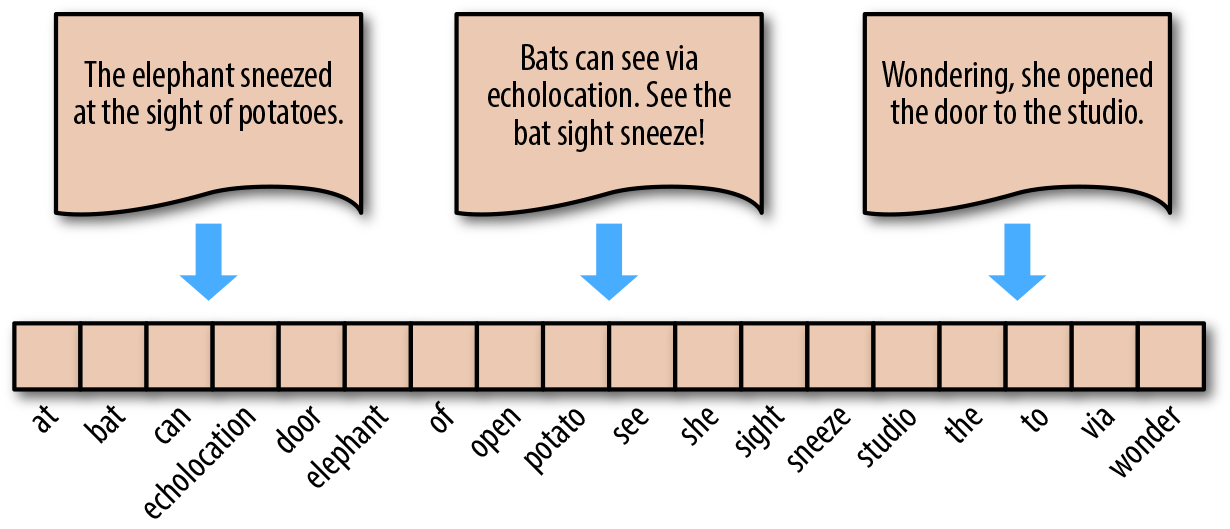 The elephant sneezed
at the sight of potatoes.
Bats can see via
echolocation. See the
bat sight sneeze!
Wondering, she opened
the door to the studio.
at
bat
can
echolocation
door
elephant
of
open
potato
see
she
sight
sneeze
studio
the
to
via
wonder